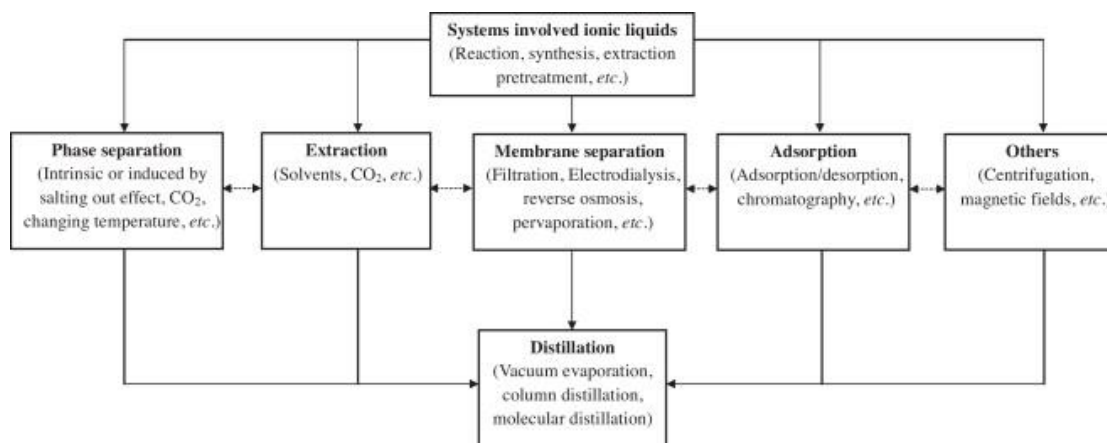 Systems involved ionic liquids
(Reaction, synthesis, extraction
pretreatment, etc.)
Phase separation
(Intrinsic or induced by
salting out effect, CO₂,
changing temperature, etc.)
Extraction
(Solvents, CO₂, etc.)
Membrane separation
(Filtration, Electrodialysis,
reverse osmosis,
pervaporation, etc.)
Adsorption
(Adsorption/desorption,
chromatography, etc.)
Others
(Centrifugation,
magnetic fields, etc.)
Distillation
(Vacuum evaporation,
column distillation,
molecular distillation)